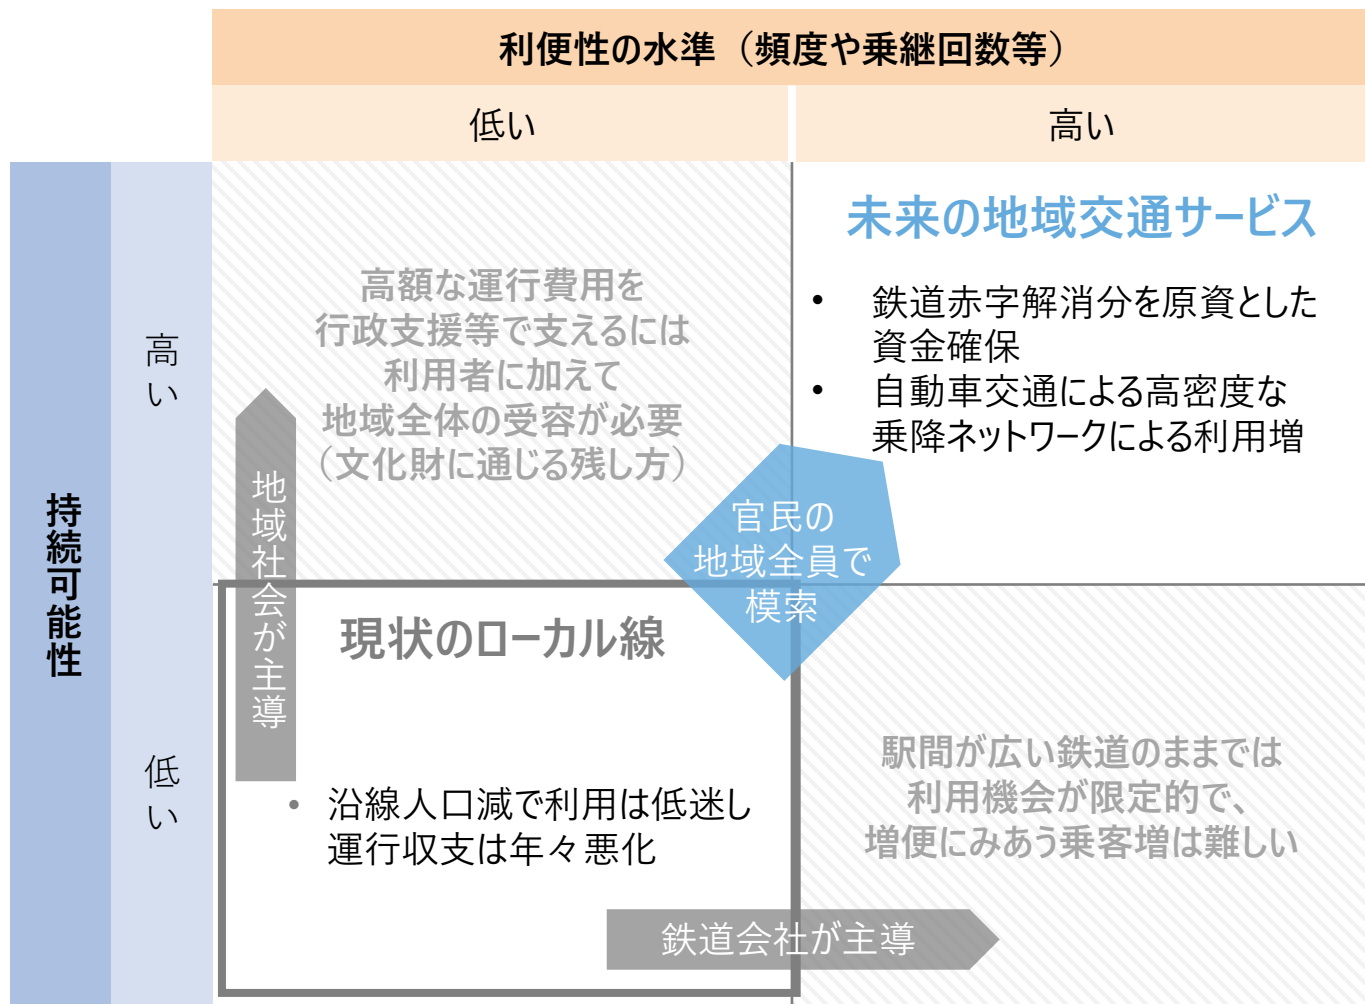 利便性の水準（頻度や乗継回数等）
低い
高い
持続可能性
高い
低い
高額な運行費用を
行政支援等で支えるには
利用者に加えて
地域全体の受容が必要
（文化財に通じる残し方）
未来の地域交通サービス
• 鉄道赤字解消分を原資とした
資金確保
• 自動車交通による高密度な
乗降ネットワークによる利用増
地域社会が主導
官民の
地域全員で
模索
現状のローカル線
• 沿線人口減で利用は低迷し
運行収支は年々悪化
駅間が広い鉄道のままでは
利用機会が限定的で、
増便にみあう乗客増は難しい
鉄道会社が主導